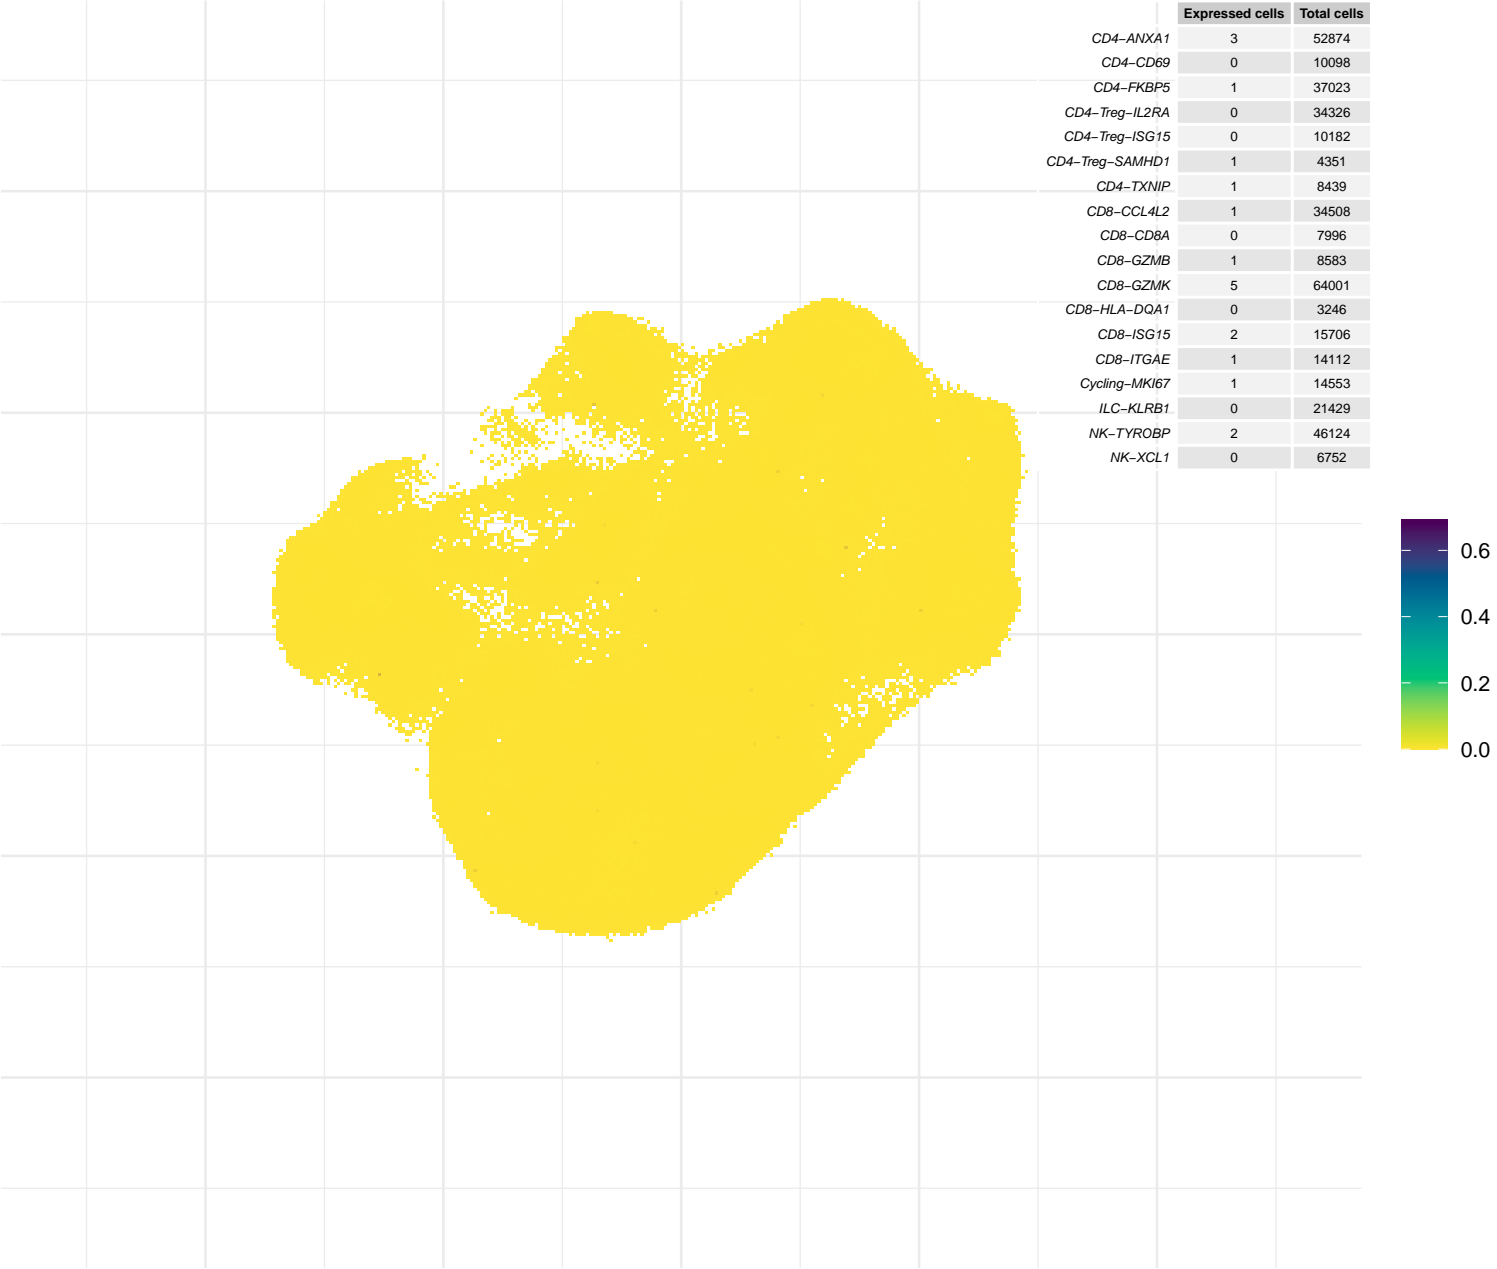 Expressed cells Total cells
CD4−ANXA1 3 52874
CD4−CD69 0 10098
CD4−FKBP5 1 37023
CD4−Treg−IL2RA 0 34326
CD4−Treg−ISG15 0 10182
CD4−Treg−SAMHD1 1 4351
CD4−TXNIP 1 8439
CD8−CCL4L2 1 34508
CD8−CD8A 0 7996
CD8−GZMB 1 8583
CD8−GZMK 5 64001
CD8−HLA−DQA1 0 3246
CD8−ISG15 2 15706
CD8−ITGAE 1 14112
Cycling−MKI67 1 14553
ILC−KLRB1 0 21429
NK−TYROBP 2 46124
NK−XCL1 0 6752
0.6
0.4
0.2
0.0